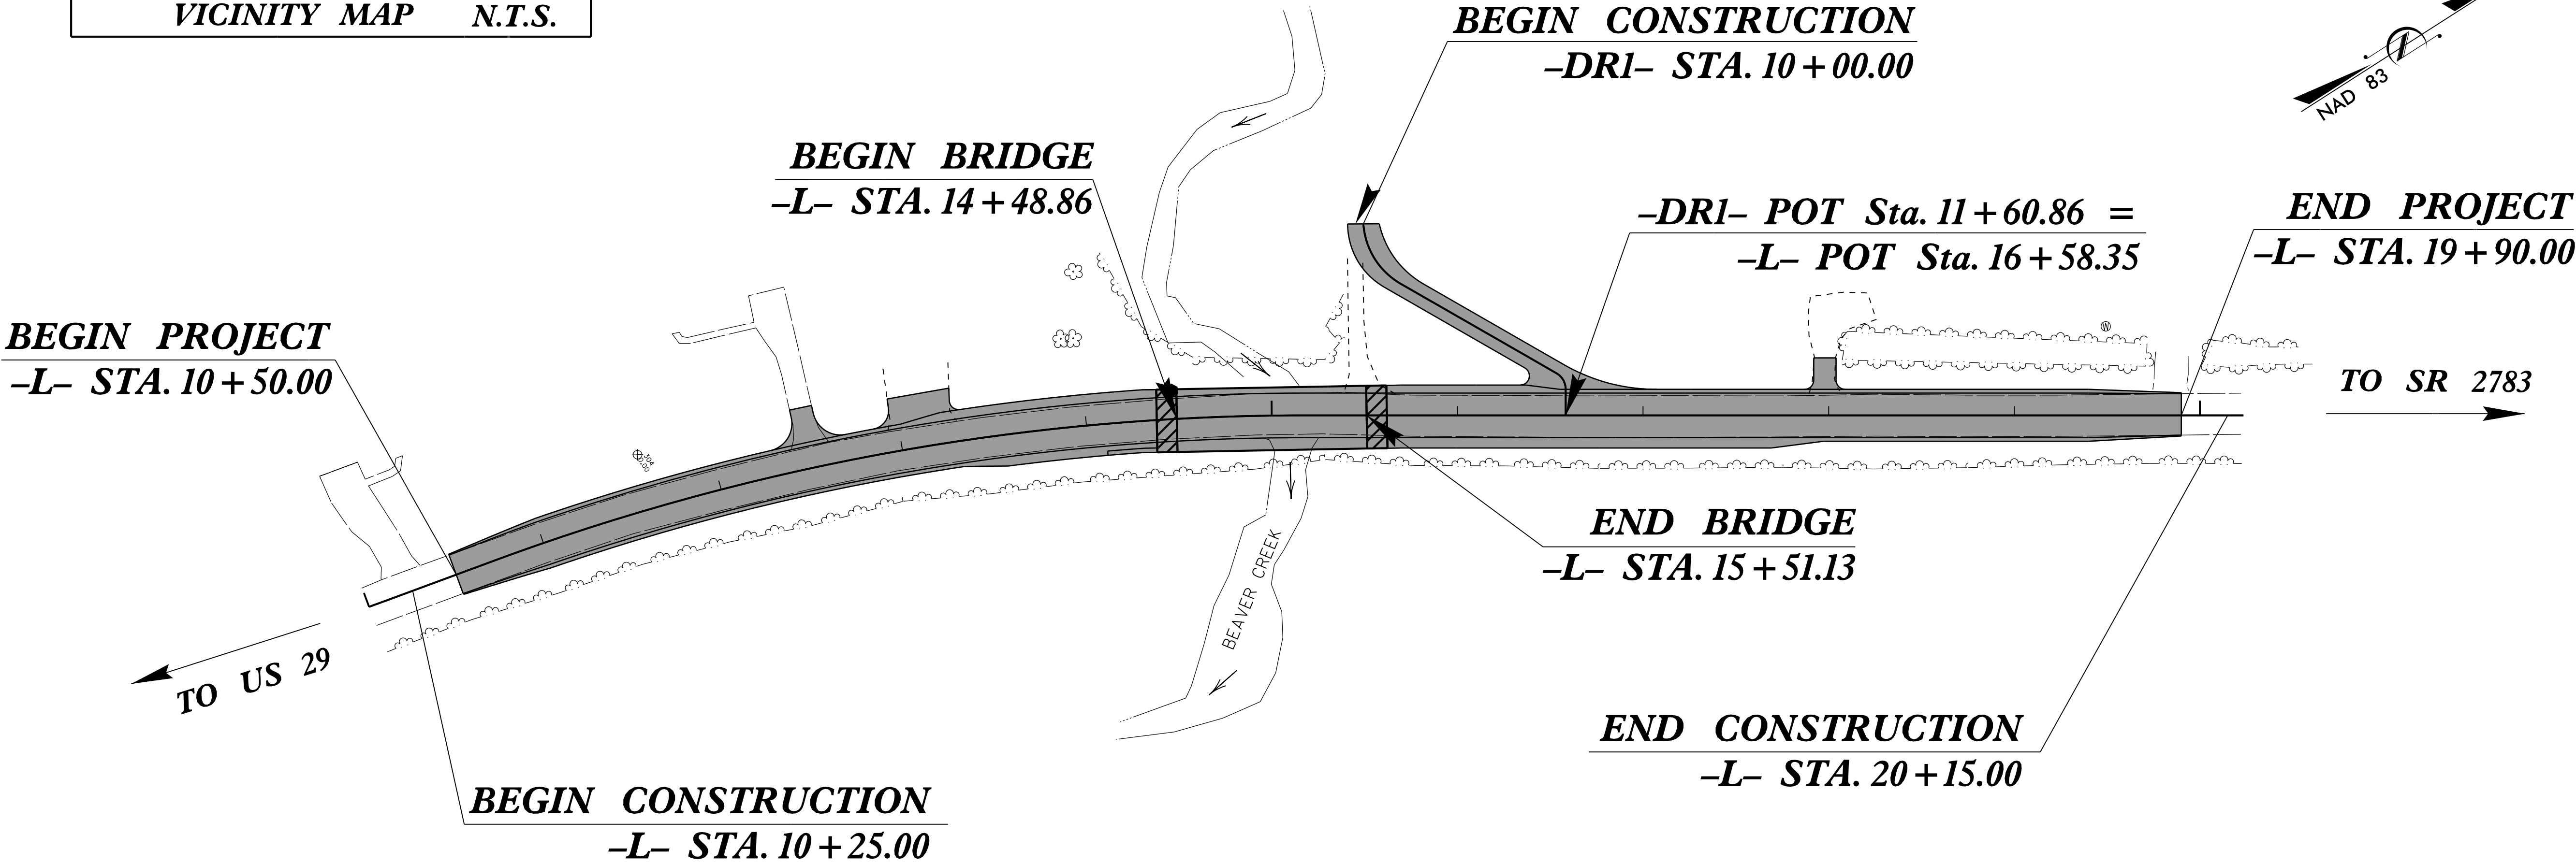 VICINITY MAP N.T.S.
BEGIN CONSTRUCTION
–DR1– STA. 10+00.00
NAD 83
BEGIN BRIDGE
–L– STA. 14+48.86
–DR1– POT Sta. 11+60.86 =
–L– POT Sta. 16+58.35
END PROJECT
–L– STA. 19+90.00
BEGIN PROJECT
–L– STA. 10+50.00
W
TO SR 2783
END BRIDGE
–L– STA. 15+51.13
BEAVER CREEK
TO US 29
END CONSTRUCTION
–L– STA. 20+15.00
BEGIN CONSTRUCTION
–L– STA. 10+25.00